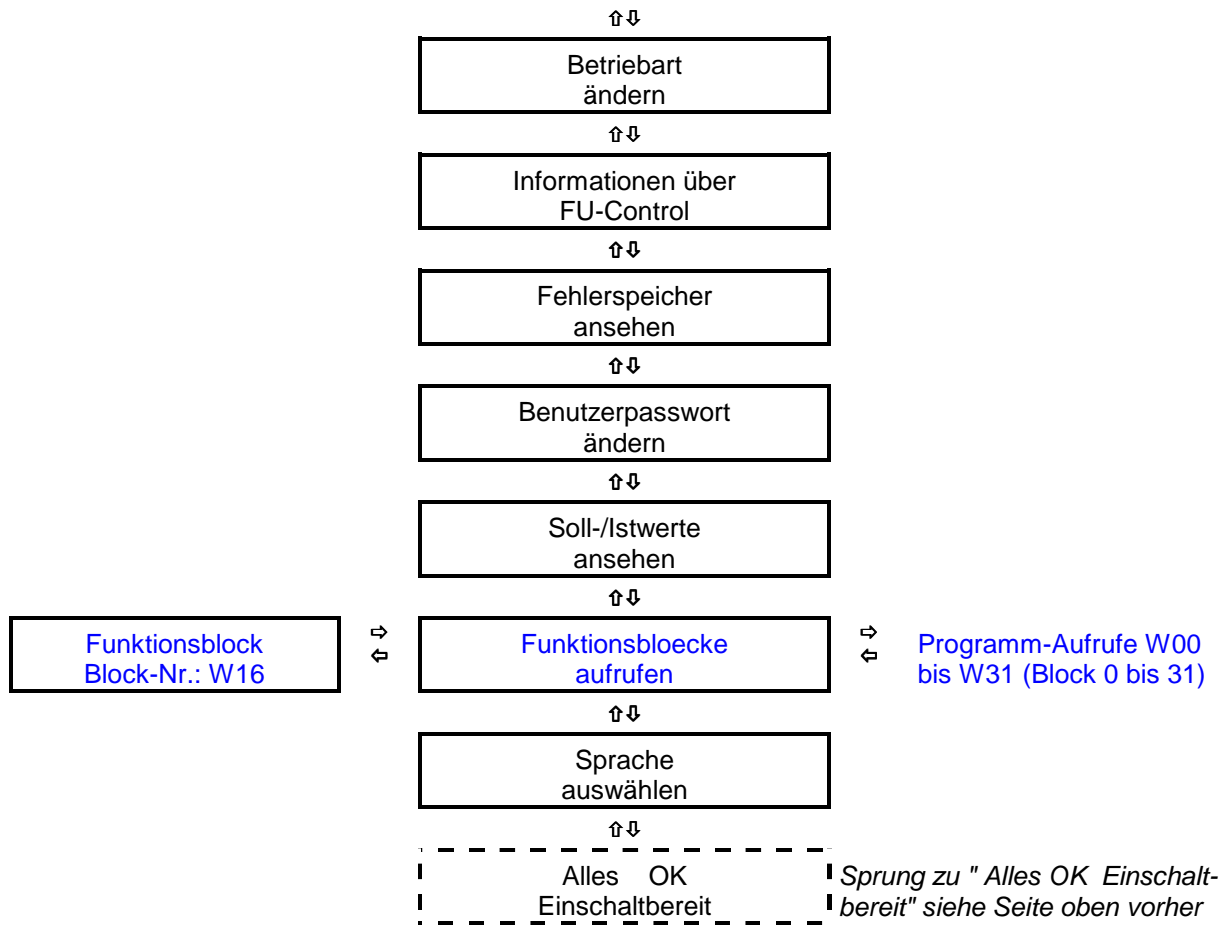 ⇧⇩
Betriebart
ändern
⇧⇩
Informationen über
FU-Control
⇧⇩
Fehlerspeicher
ansehen
⇧⇩
Benutzerpasswort
ändern
⇧⇩
Soll-/Istwerte
ansehen
⇧⇩
Funktionsblock
Block-Nr.: W16
⇨
⇦
Funktionsbloecke
aufrufen
⇨
⇦
Programm-Aufrufe W00
bis W31 (Block 0 bis 31)
⇧⇩
Sprache
auswählen
⇧⇩
Alles OK
Einschaltbereit
Sprung zu " Alles OK Einschalt-
bereit" siehe Seite oben vorher